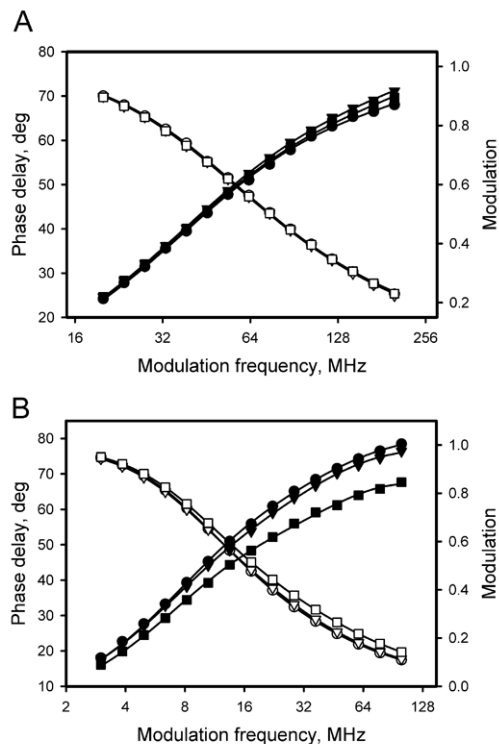 A
80
70
60
50
40
30
20
Phase delay, deg
1.0
0.8
0.6
0.4
0.2
Modulation
16 32 64 128 256
Modulation frequency, MHz
B
80
70
60
50
40
30
20
10
Phase delay, deg
1.0
0.8
0.6
0.4
0.2
0.0
Modulation
2 4 8 16 32 64 128
Modulation frequency, MHz